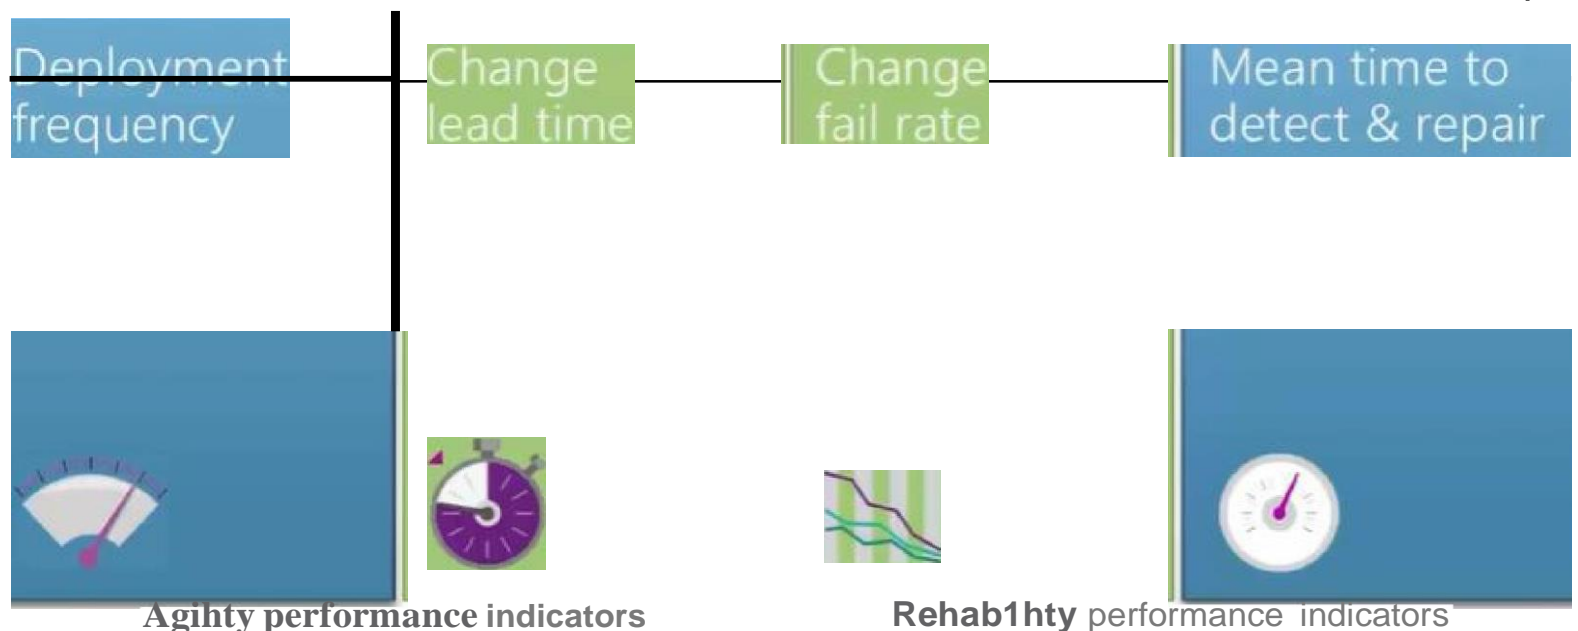 Deployment
frequency
Change
lead time
Change
fail rate
Mean time to
detect & repair
Agihty performance indicators
Rehab1hty performance indicators